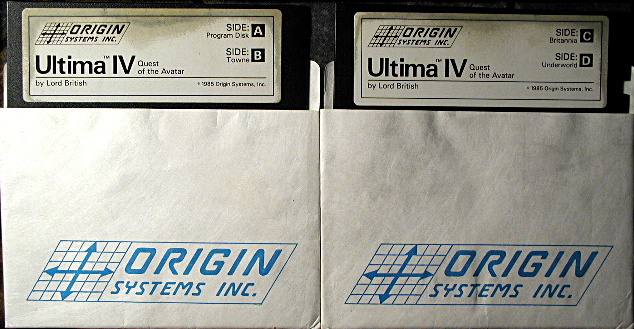 ORIGIN
SYSTEMS INC.
SIDE: A
Program Disk
SIDE: B
Towne
Ultima™ IV Quest
of the Avatar
by Lord British
© 1985 Origin Systems, Inc.
ORIGIN
SYSTEMS INC.
SIDE: C
Britannia
SIDE: D
Underworld
Ultima™ IV Quest
of the Avatar
by Lord British
© 1985 Origin Systems, Inc.
ORIGIN
SYSTEMS INC.
ORIGIN
SYSTEMS INC.